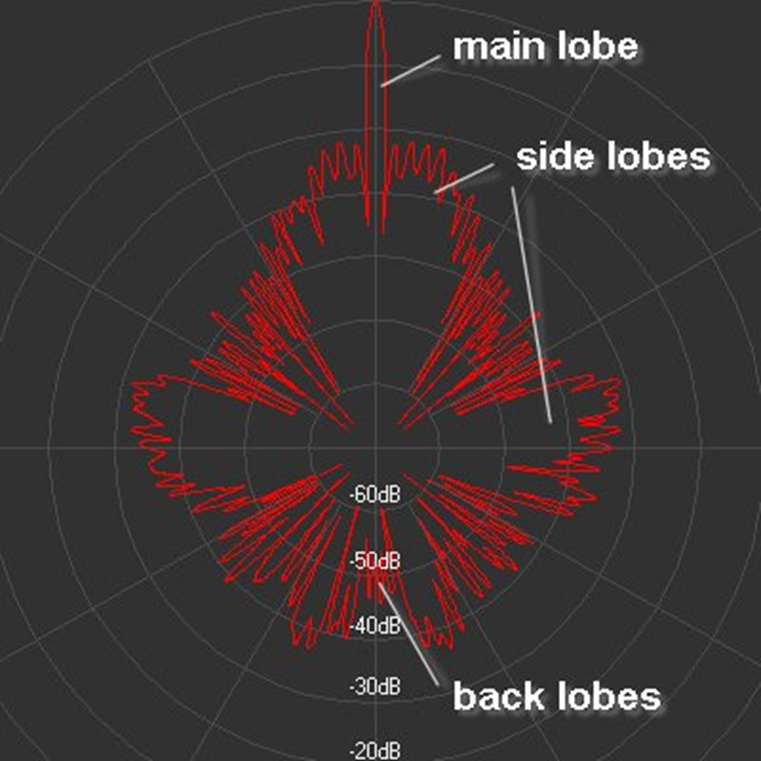 main lobe
side lobes
-60dB
-50dB
-40dB
-30dB
back lobes
-20dB